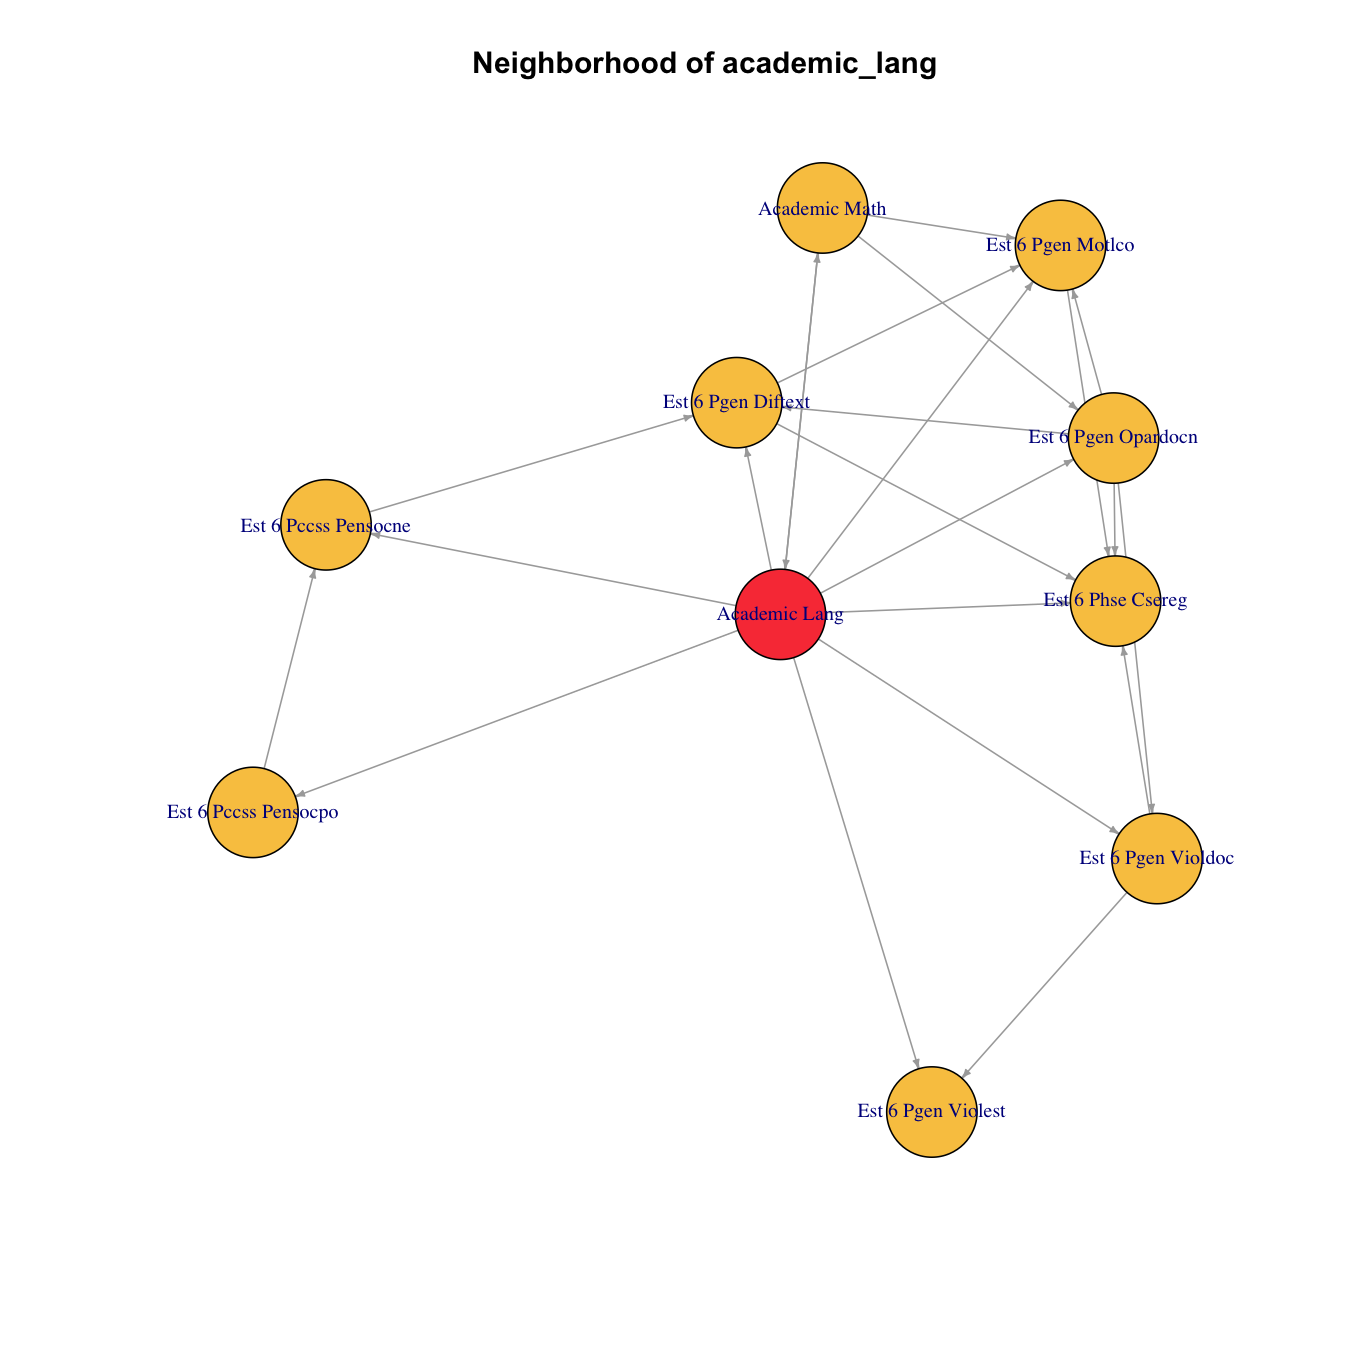 Neighborhood of academic_lang
Academic Math
Est 6 Pgen Motlco
Est 6 Pgen Diftext
Est 6 Pgen Opardocn
Est 6 Pccss Pensocne
Est 6 Phse Csereg
Academic Lang
Est 6 Pccss Pensocpo
Est 6 Pgen Violdoc
Est 6 Pgen Violest